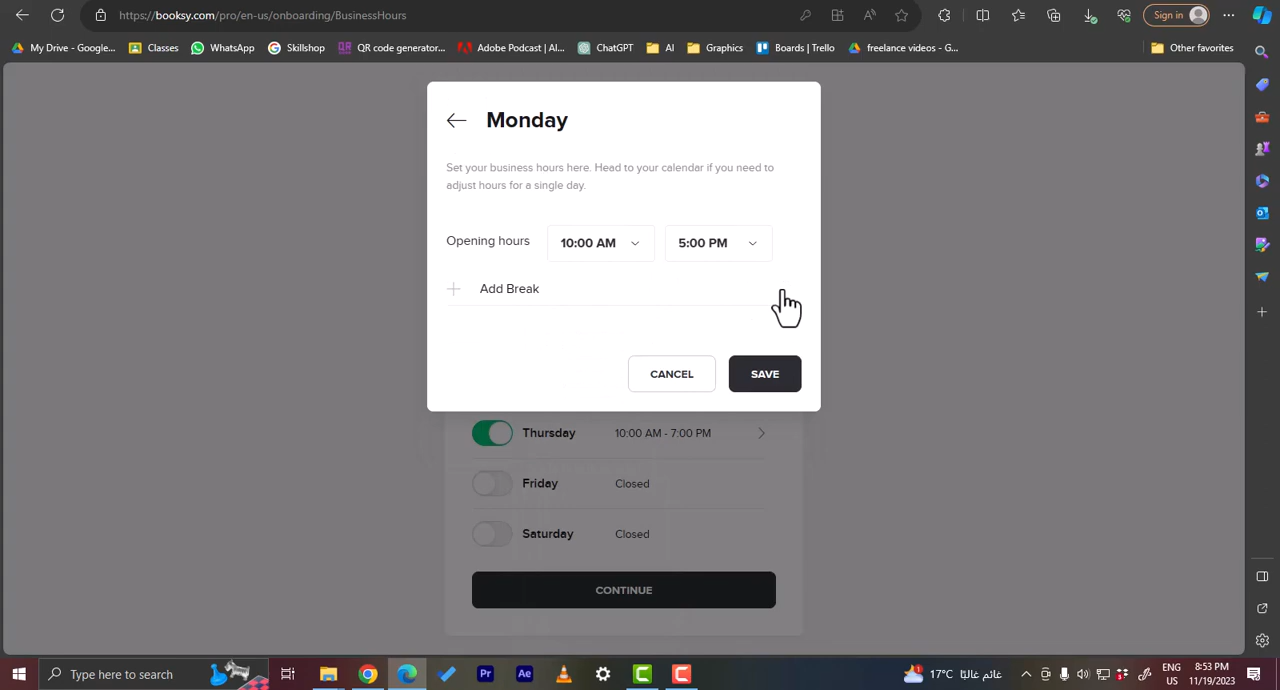 https://booksy.com/pro/en-us/onboarding/BusinessHours
Sign in
My Drive - Google...
Classes
WhatsApp
Skillshop
QR code generator...
Adobe Podcast | AI...
ChatGPT
AI
Graphics
Boards | Trello
freelance videos - G...
Other favorites
Monday
Set your business hours here. Head to your calendar if you need to
adjust hours for a single day.
Opening hours
10:00 AM
5:00 PM
Add Break
CANCEL
SAVE
Thursday
10:00 AM - 7:00 PM
Friday
Closed
Saturday
Closed
CONTINUE
Type here to search
Pr
Ae
17°C غائم غالبًا
ENG
US
8:53 PM
11/19/2023